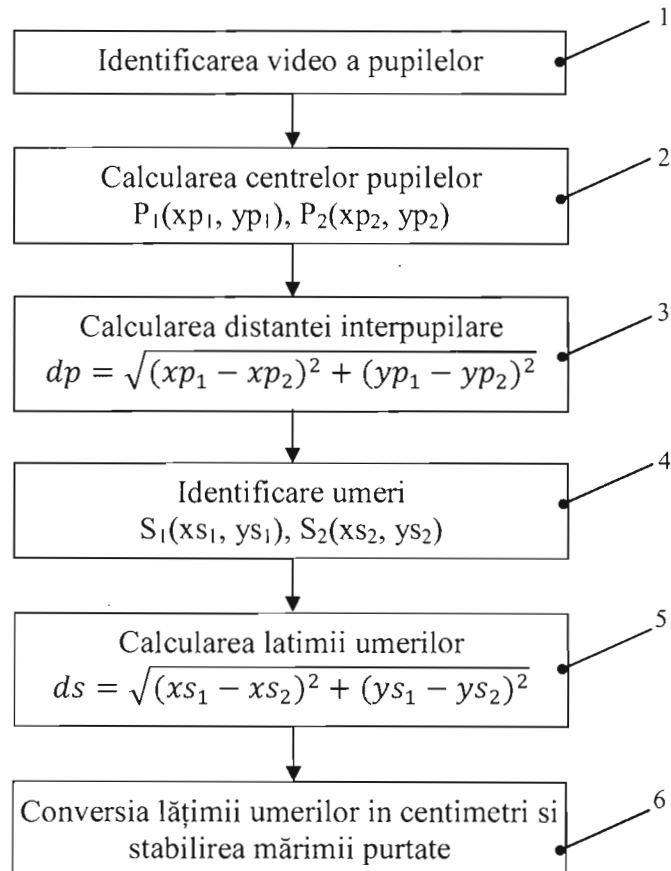 Identificarea video a pupilelor
1
Calcularea centrelor pupilelor
P₁(xp₁, yp₁), P₂(xp₂, yp₂)
2
Calcularea distantei interpupilare
dp = √(xp₁ − xp₂)² + (yp₁ − yp₂)²
3
Identificare umeri
S₁(xs₁, ys₁), S₂(xs₂, ys₂)
4
Calcularea latimii umerilor
ds = √(xs₁ − xs₂)² + (ys₁ − ys₂)²
5
Conversia lățimii umerilor in centimetri si
stabilirea mărimii purtate
6